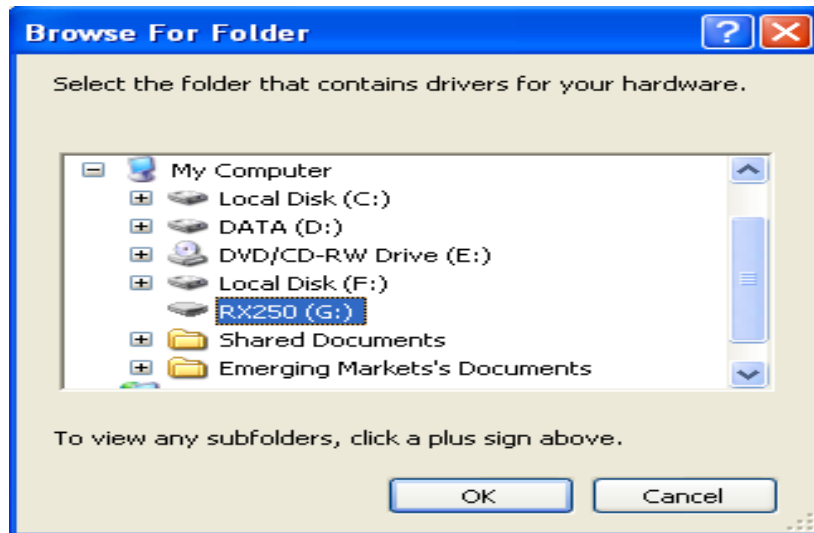 Browse For Folder
Select the folder that contains drivers for your hardware.
My Computer
Local Disk (C:)
DATA (D:)
DVD/CD-RW Drive (E:)
Local Disk (F:)
RX250 (G:)
Shared Documents
Emerging Markets's Documents
To view any subfolders, click a plus sign above.
OK Cancel